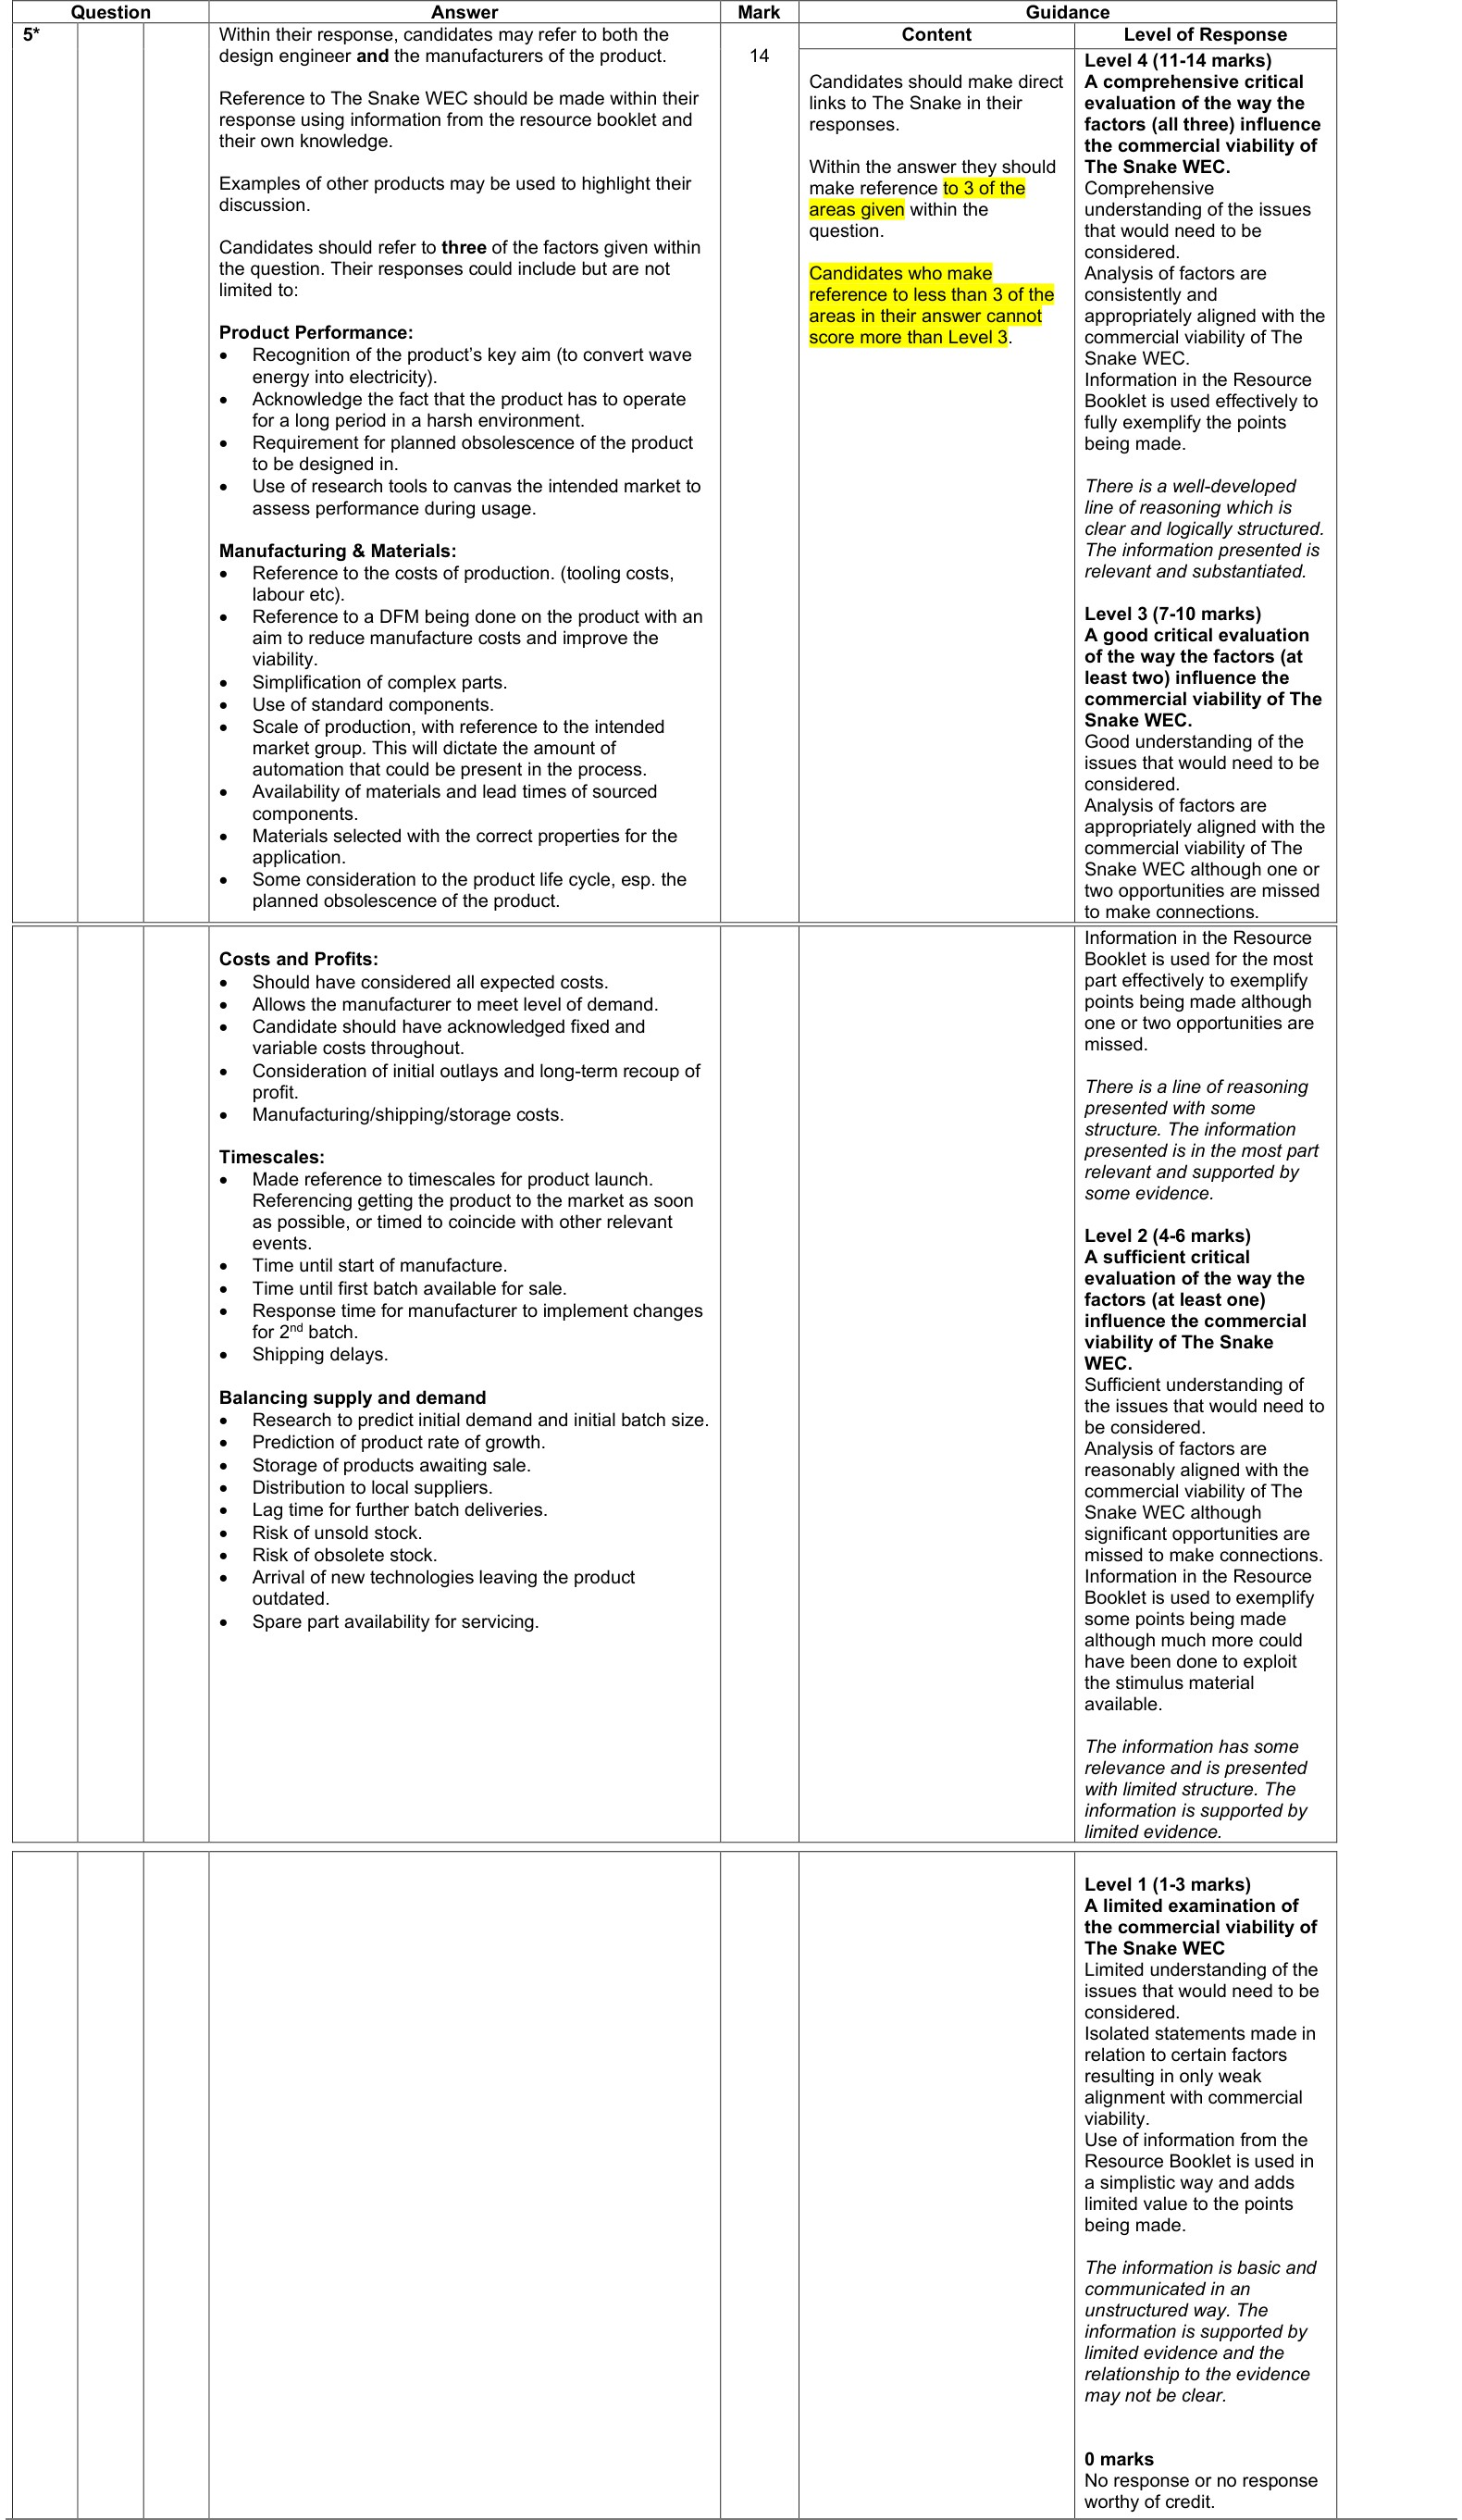 Question
Answer
Mark
Guidance
5*
Within their response, candidates may refer to both the
design engineer and the manufacturers of the product.
Reference to The Snake WEC should be made within their
response using information from the resource booklet and
their own knowledge.
Examples of other products may be used to highlight their
discussion.
Candidates should refer to three of the factors given within
the question. Their responses could include but are not
limited to:
Product Performance:
• Recognition of the product’s key aim (to convert wave
energy into electricity).
• Acknowledge the fact that the product has to operate
for a long period in a harsh environment.
• Requirement for planned obsolescence of the product
to be designed in.
• Use of research tools to canvas the intended market to
assess performance during usage.
Manufacturing & Materials:
• Reference to the costs of production. (tooling costs,
labour etc).
• Reference to a DFM being done on the product with an
aim to reduce manufacture costs and improve the
viability.
• Simplification of complex parts.
• Use of standard components.
• Scale of production, with reference to the intended
market group. This will dictate the amount of
automation that could be present in the process.
• Availability of materials and lead times of sourced
components.
• Materials selected with the correct properties for the
application.
• Some consideration to the product life cycle, esp. the
planned obsolescence of the product.
14
Content
Candidates should make direct
links to The Snake in their
responses.
Within the answer they should
make reference to 3 of the
areas given within the
question.
Candidates who make
reference to less than 3 of the
areas in their answer cannot
score more than Level 3.
Level of Response
Level 4 (11-14 marks)
A comprehensive critical
evaluation of the way the
factors (all three) influence
the commercial viability of
The Snake WEC.
Comprehensive
understanding of the issues
that would need to be
considered.
Analysis of factors are
consistently and
appropriately aligned with the
commercial viability of The
Snake WEC.
Information in the Resource
Booklet is used effectively to
fully exemplify the points
being made.
There is a well-developed
line of reasoning which is
clear and logically structured.
The information presented is
relevant and substantiated.
Level 3 (7-10 marks)
A good critical evaluation
of the way the factors (at
least two) influence the
commercial viability of The
Snake WEC.
Good understanding of the
issues that would need to be
considered.
Analysis of factors are
appropriately aligned with the
commercial viability of The
Snake WEC although one or
two opportunities are missed
to make connections.
Costs and Profits:
• Should have considered all expected costs.
• Allows the manufacturer to meet level of demand.
• Candidate should have acknowledged fixed and
variable costs throughout.
• Consideration of initial outlays and long-term recoup of
profit.
• Manufacturing/shipping/storage costs.
Timescales:
• Made reference to timescales for product launch.
Referencing getting the product to the market as soon
as possible, or timed to coincide with other relevant
events.
• Time until start of manufacture.
• Time until first batch available for sale.
• Response time for manufacturer to implement changes
for 2nd batch.
• Shipping delays.
Balancing supply and demand
• Research to predict initial demand and initial batch size.
• Prediction of product rate of growth.
• Storage of products awaiting sale.
• Distribution to local suppliers.
• Lag time for further batch deliveries.
• Risk of unsold stock.
• Risk of obsolete stock.
• Arrival of new technologies leaving the product
outdated.
• Spare part availability for servicing.
Information in the Resource
Booklet is used for the most
part effectively to exemplify
points being made although
one or two opportunities are
missed.
There is a line of reasoning
presented with some
structure. The information
presented is in the most part
relevant and supported by
some evidence.
Level 2 (4-6 marks)
A sufficient critical
evaluation of the way the
factors (at least one)
influence the commercial
viability of The Snake
WEC.
Sufficient understanding of
the issues that would need to
be considered.
Analysis of factors are
reasonably aligned with the
commercial viability of The
Snake WEC although
significant opportunities are
missed to make connections.
Information in the Resource
Booklet is used to exemplify
some points being made
although much more could
have been done to exploit
the stimulus material
available.
The information has some
relevance and is presented
with limited structure. The
information is supported by
limited evidence.
Level 1 (1-3 marks)
A limited examination of
the commercial viability of
The Snake WEC
Limited understanding of the
issues that would need to be
considered.
Isolated statements made in
relation to certain factors
resulting in only weak
alignment with commercial
viability.
Use of information from the
Resource Booklet is used in
a simplistic way and adds
limited value to the points
being made.
The information is basic and
communicated in an
unstructured way. The
information is supported by
limited evidence and the
relationship to the evidence
may not be clear.
0 marks
No response or no response
worthy of credit.